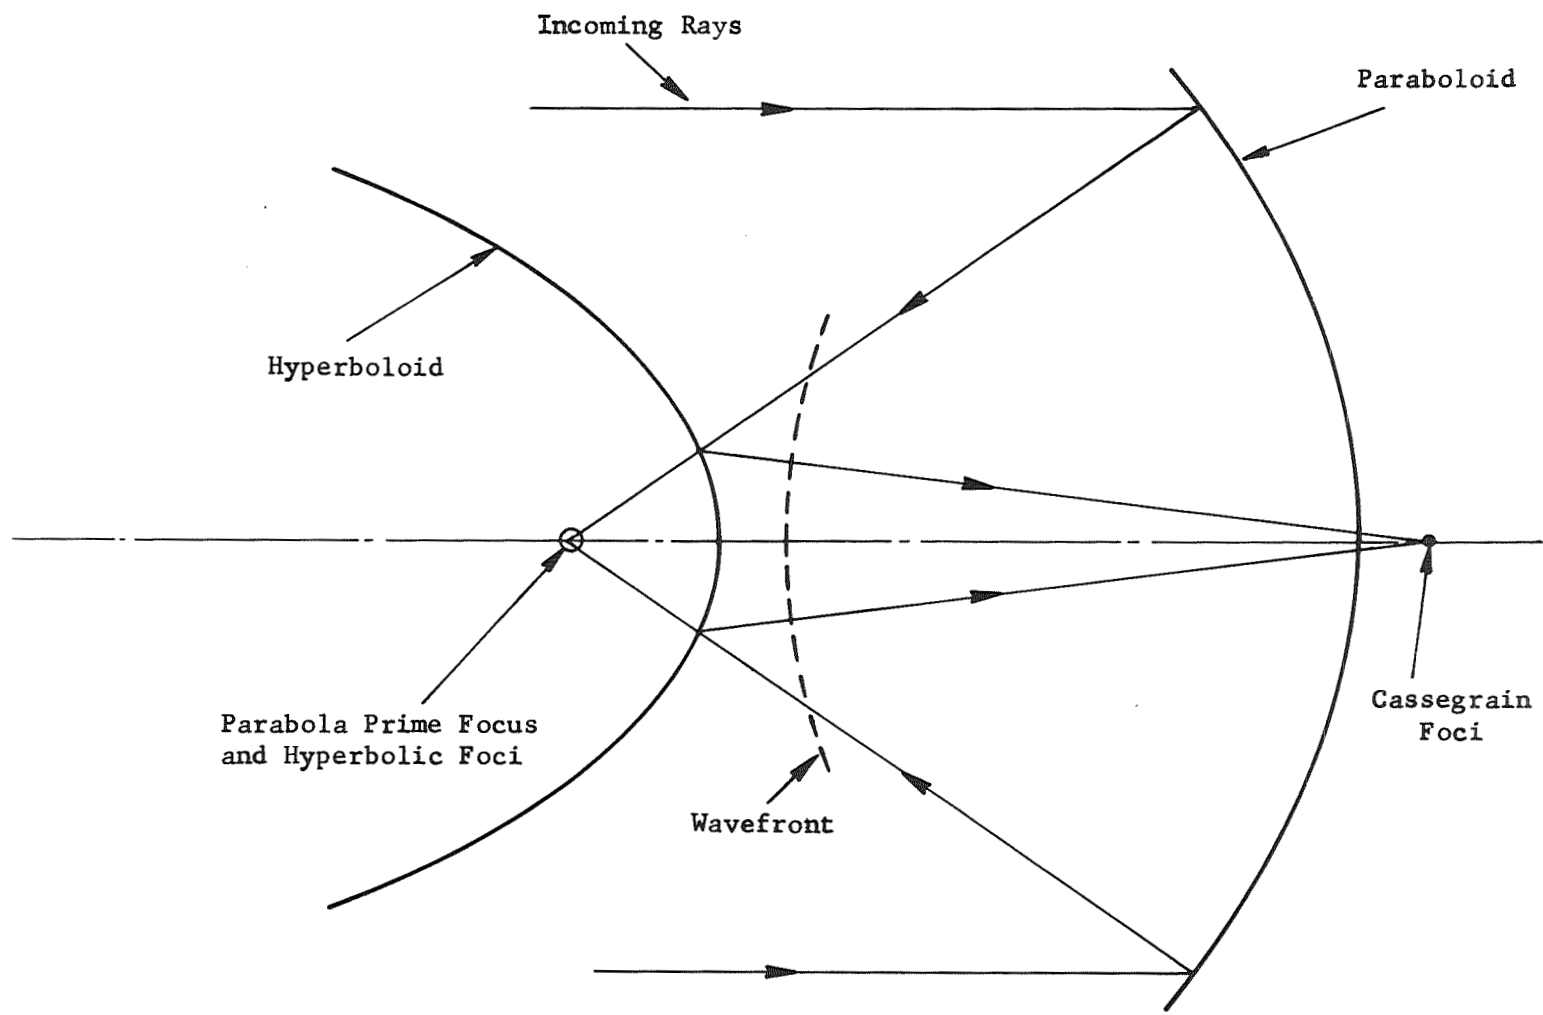 Incoming Rays
Paraboloid
Hyperboloid
Parabola Prime Focus
and Hyperbolic Foci
Wavefront
Cassegrain
Foci